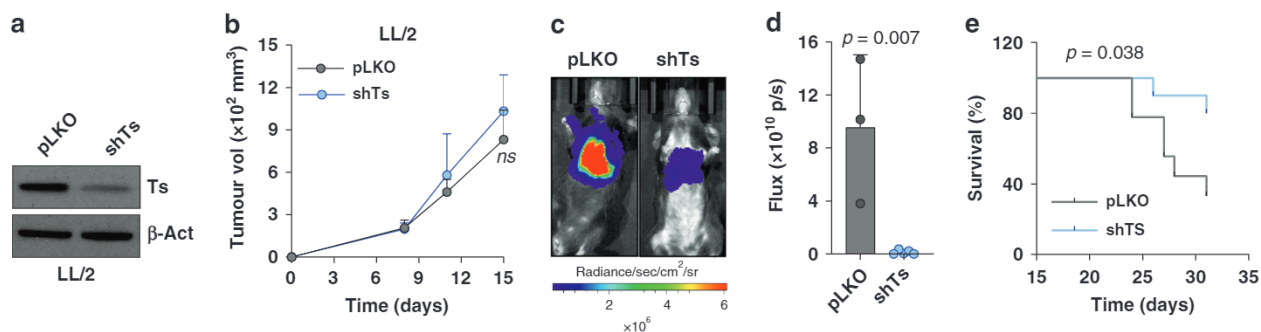 a
pLKO
shTs
Ts
β-Act
LL/2
b
LL/2
Tumour vol (×10² mm³)
15
12
9
6
3
0
pLKO
shTs
ns
0
3
6
9
12
15
Time (days)
c
pLKO
shTs
Radiance/sec/cm²/sr
2
4
6
×10⁶
d
p = 0.007
Flux (×10¹⁰ p/s)
16
12
8
4
0
pLKO
shTs
e
p = 0.038
Survival (%)
120
80
40
0
pLKO
shTS
15
20
25
30
35
Time (days)